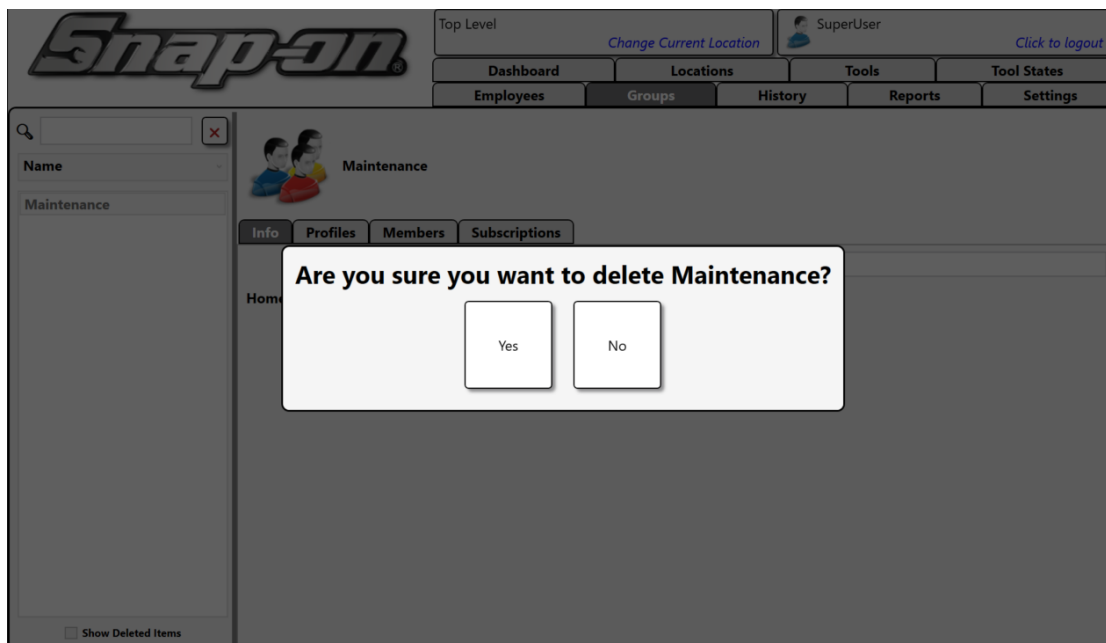 Snap-on®
Top Level
Change Current Location
SuperUser
Click to logout
Dashboard
Locations
Tools
Tool States
Employees
Groups
History
Reports
Settings
Name
Maintenance
Maintenance
Info
Profiles
Members
Subscriptions
Are you sure you want to delete Maintenance?
Home
Yes
No
Show Deleted Items